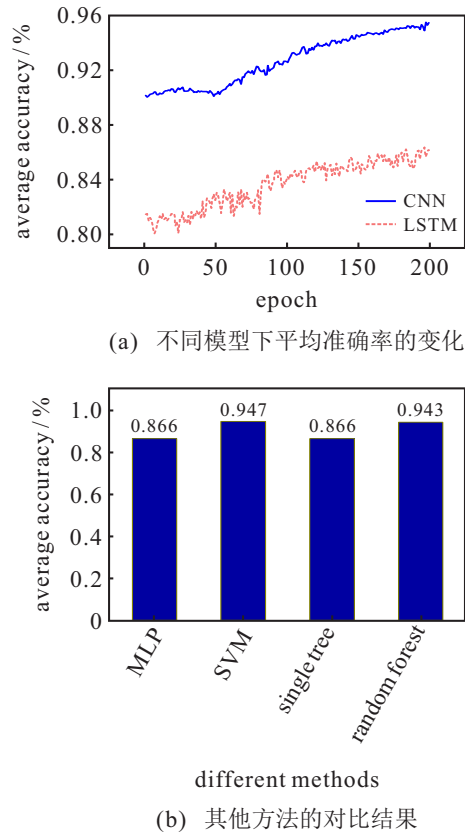 0.96
0.92
0.88
0.84
0.80
average accuracy / %
CNN
LSTM
0 50 100 150 200
epoch
(a) 不同模型下平均准确率的变化
1.0
0.8
0.6
0.4
0.2
0
average accuracy / %
0.866 0.947 0.866 0.943
MLP SVM single tree random forest
different methods
(b) 其他方法的对比结果